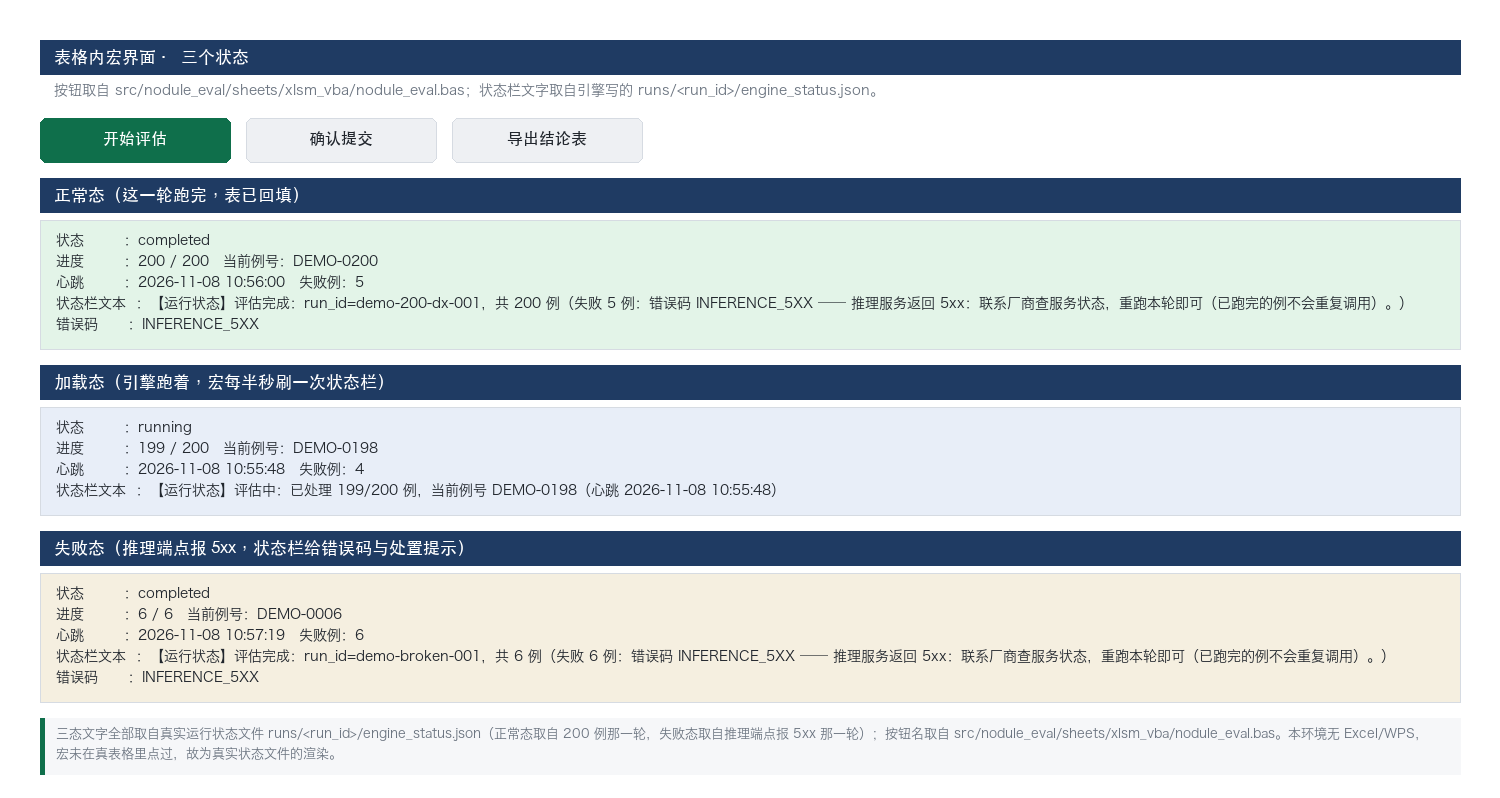 表格内宏界面 · 三个状态
按钮取自 src/nodule_eval/sheets/xlsm_vba/nodule_eval.bas；状态栏文字取自引擎写的 runs/<run_id>/engine_status.json。
开始评估 确认提交 导出结论表
正常态（这一轮跑完，表已回填）
状态 ：completed
进度 ：200 / 200 当前例号：DEMO-0200
心跳 ：2026-11-08 10:56:00 失败例：5
状态栏文本 ：【运行状态】评估完成：run_id=demo-200-dx-001，共 200 例（失败 5 例：错误码 INFERENCE_5XX —— 推理服务返回 5xx：联系厂商查服务状态，重跑本轮即可（已跑完的例不会重复调用）。）
错误码 ：INFERENCE_5XX
加载态（引擎跑着，宏每半秒刷一次状态栏）
状态 ：running
进度 ：199 / 200 当前例号：DEMO-0198
心跳 ：2026-11-08 10:55:48 失败例：4
状态栏文本 ：【运行状态】评估中：已处理 199/200 例，当前例号 DEMO-0198（心跳 2026-11-08 10:55:48）
失败态（推理端点报 5xx，状态栏给错误码与处置提示）
状态 ：completed
进度 ：6 / 6 当前例号：DEMO-0006
心跳 ：2026-11-08 10:57:19 失败例：6
状态栏文本 ：【运行状态】评估完成：run_id=demo-broken-001，共 6 例（失败 6 例：错误码 INFERENCE_5XX —— 推理服务返回 5xx：联系厂商查服务状态，重跑本轮即可（已跑完的例不会重复调用）。）
错误码 ：INFERENCE_5XX
三态文字全部取自真实运行状态文件 runs/<run_id>/engine_status.json（正常态取自 200 例那一轮，失败态取自推理端点报 5xx 那一轮）；按钮名取自 src/nodule_eval/sheets/xlsm_vba/nodule_eval.bas。本环境无 Excel/WPS，
宏未在真表格里点过，故为真实状态文件的渲染。